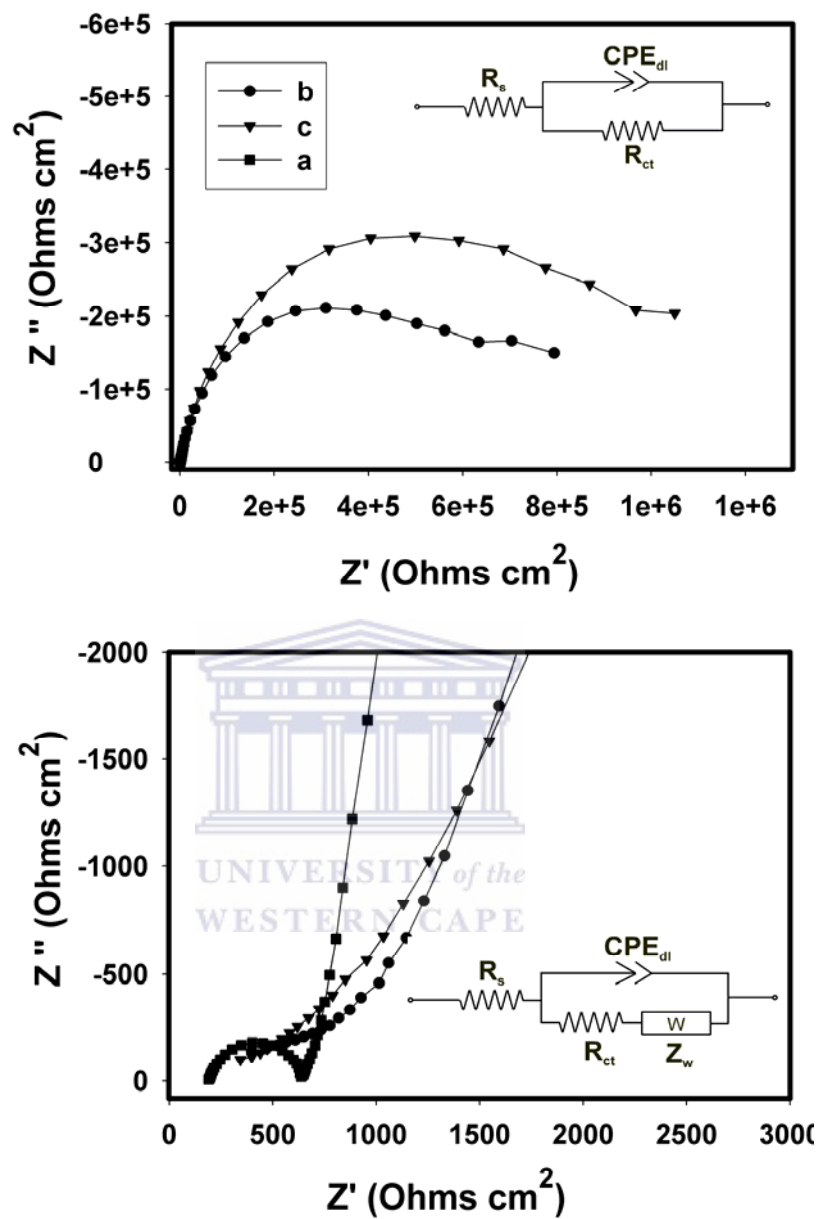 -6e+5
-5e+5
-4e+5
-3e+5
-2e+5
-1e+5
0
Z " (Ohms cm²)
b
c
a
Rs
CPEdl
Rct
0 2e+5 4e+5 6e+5 8e+5 1e+6 1e+6
Z' (Ohms cm²)
-2000
-1500
-1000
-500
0
Z " (Ohms cm²)
UNIVERSITY of the
WESTERN CAPE
Rs
CPEdl
Rct
W
Zw
0 500 1000 1500 2000 2500 3000
Z' (Ohms cm²)